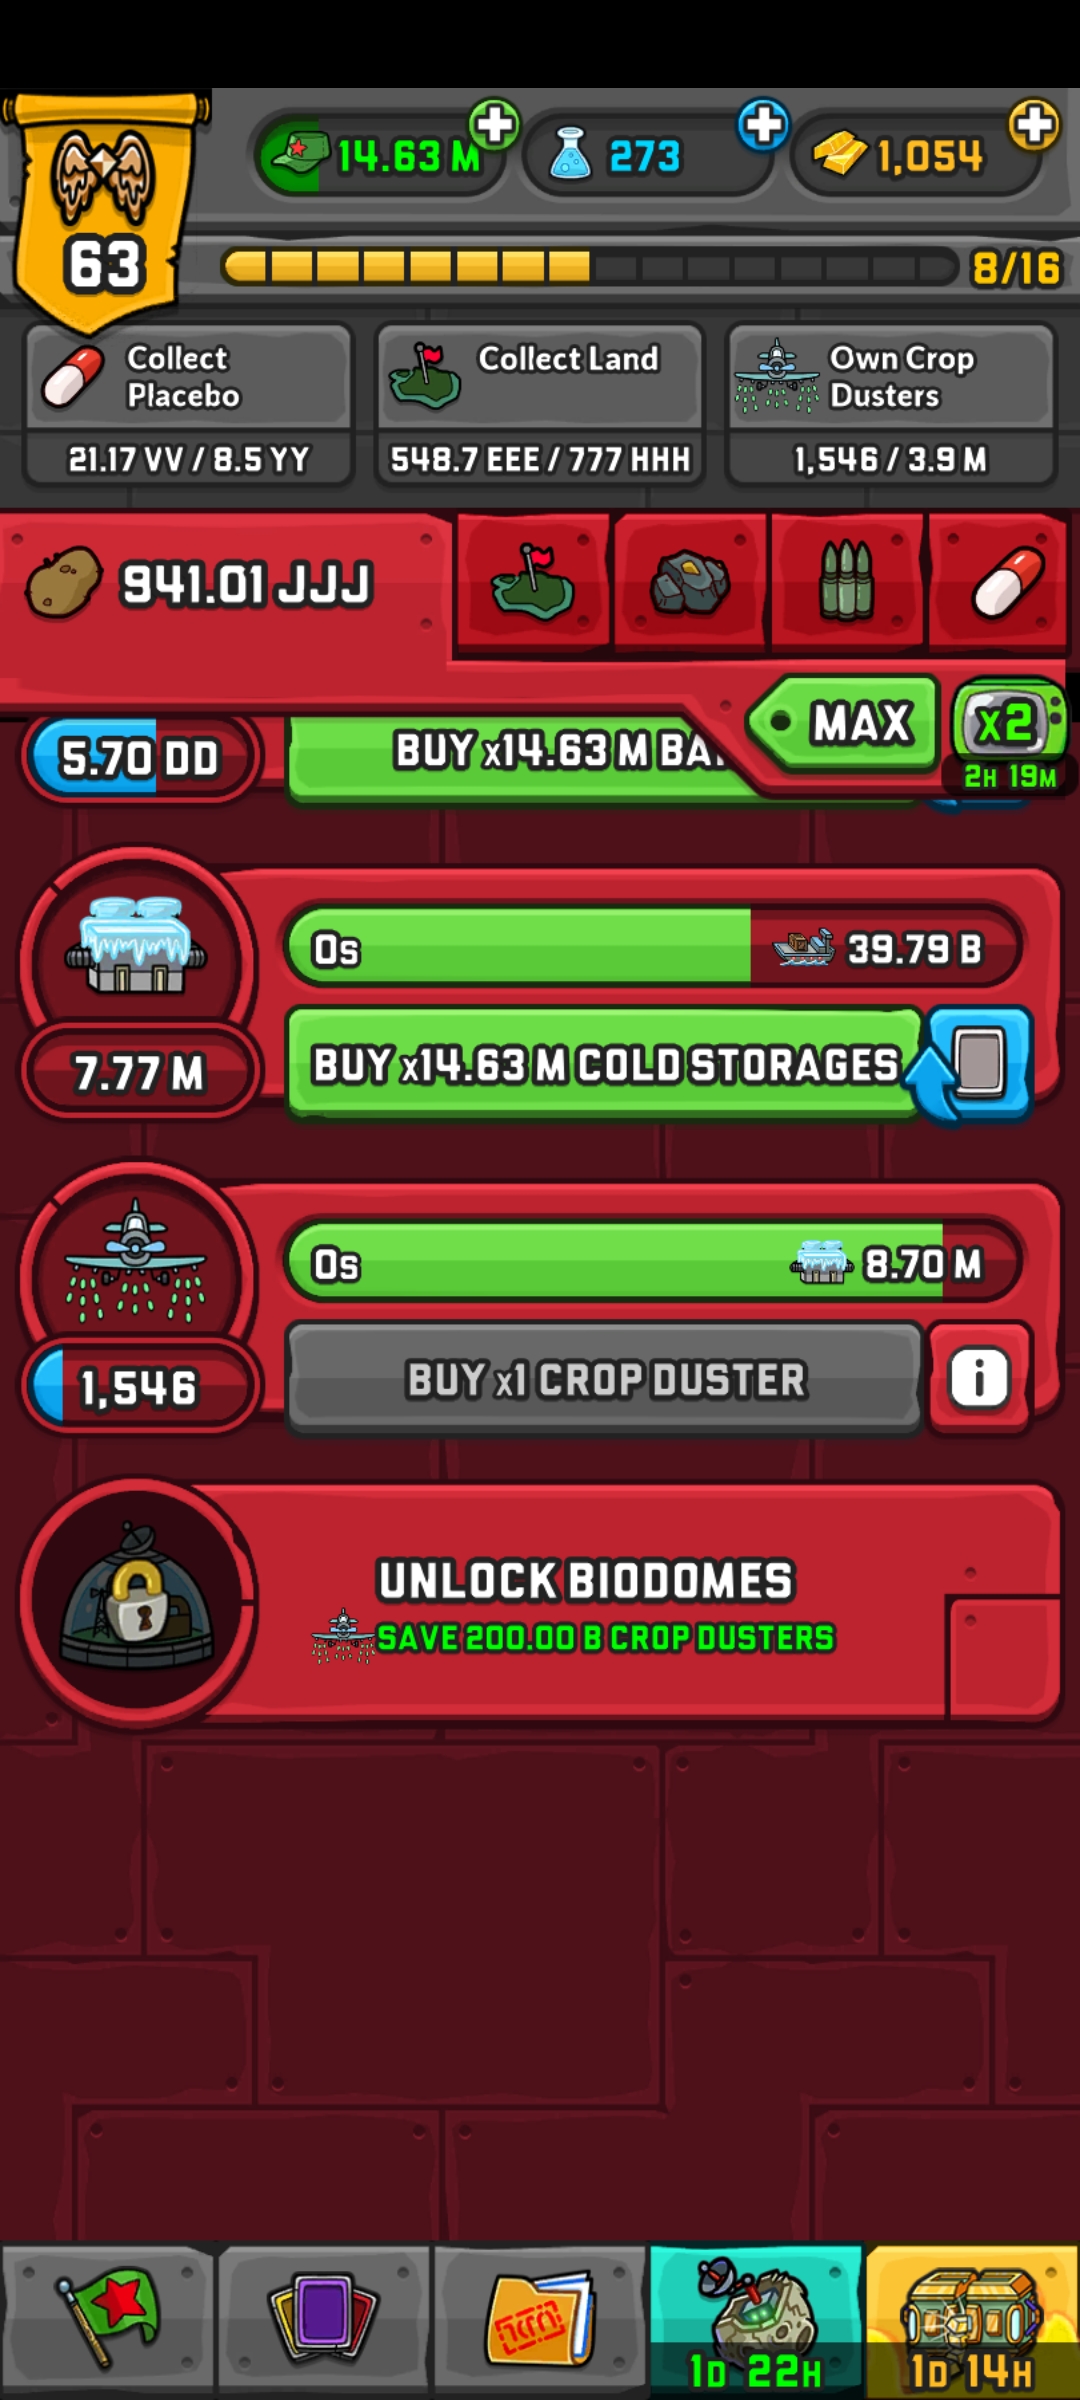 14.63 M
273
1,054
63
8/16
Collect
Placebo
21.17 VV / 8.5 YY
Collect Land
548.7 EEE / 777 HHH
Own Crop
Dusters
1,546 / 3.9 M
941.01 JJJ
MAX
x2
2H 19M
5.70 DD
BUY x14.63 M
0s
39.79 B
7.77 M
BUY x14.63 M COLD STORAGES
0s
8.70 M
1,546
BUY x1 CROP DUSTER
i
UNLOCK BIODOMES
SAVE 200.00 B CROP DUSTERS
1D 22H
1D 14H